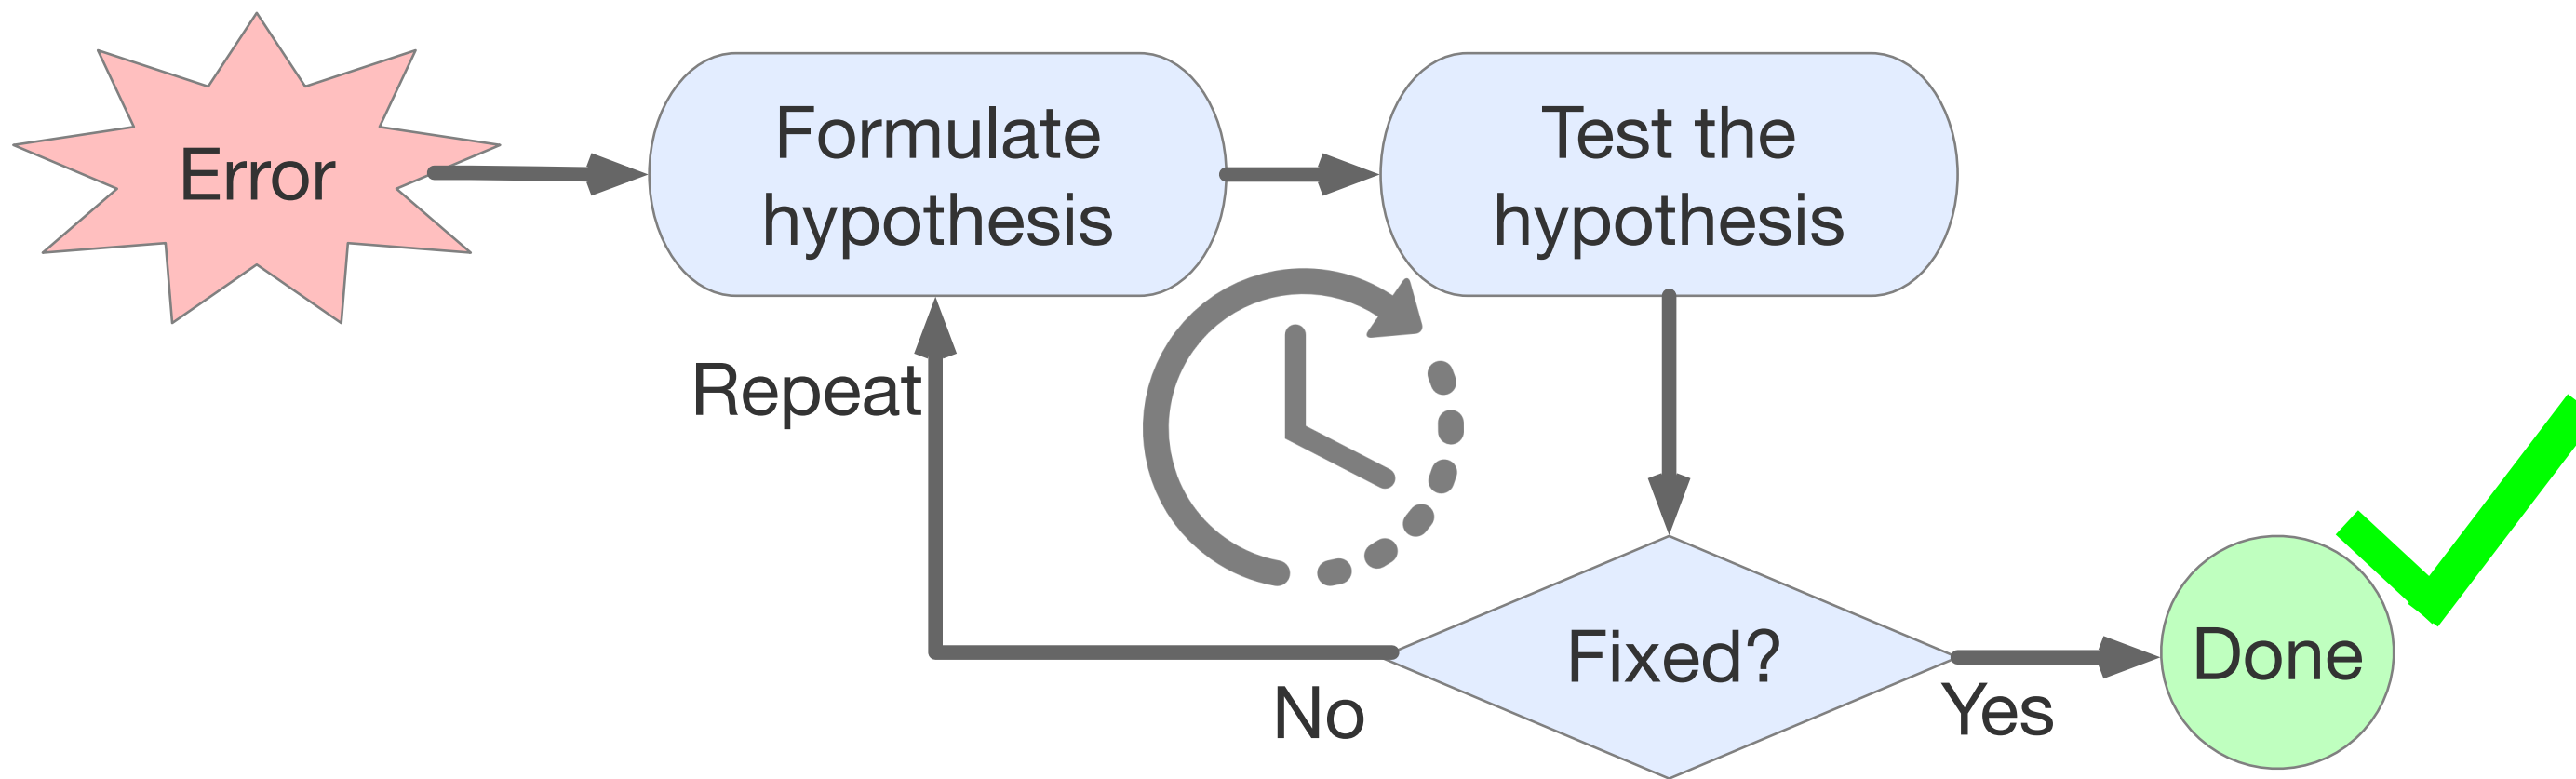 Error
Formulate
hypothesis
Test the
hypothesis
Repeat
Fixed?
No
Yes
Done